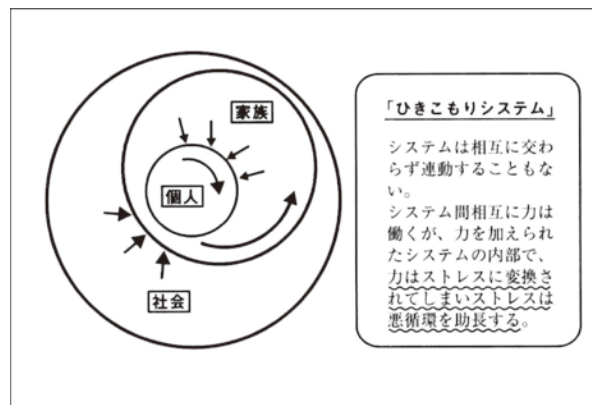 家族
個人
社会
「ひきこもりシステム」
システムは相互に交わ
らず連動することもな
い。
システム間相互に力は
働くが、力を加えられ
たシステムの内部で、
力はストレスに変換さ
れてしまいストレスは
悪循環を助長する。